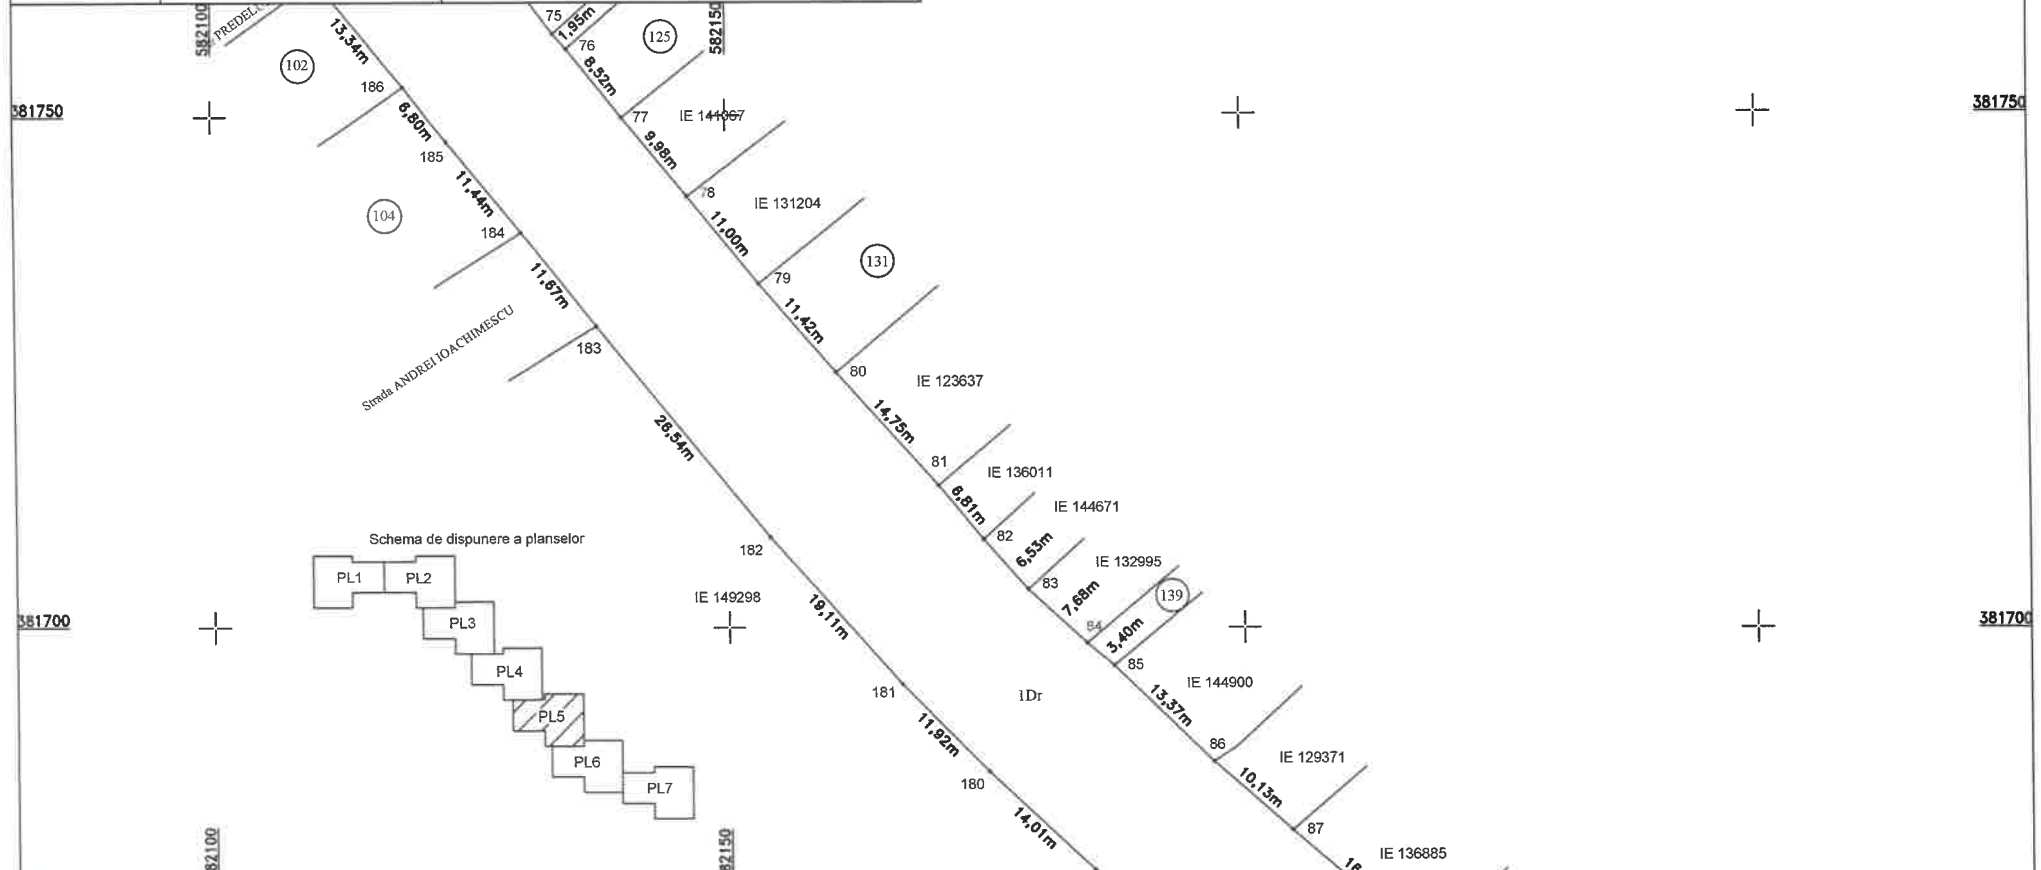 582100
582150
75
1,95m
76
125
13,34m
102
8,52m
186
381750
381750
77
IE 141367
6,80m
9,98m
185
78
11,44m
IE 131204
104
11,00m
184
131
11,67m
79
Strada ANDREI IOACHIMESCU
11,42m
183
80
IE 123637
14,75m
26,54m
81
IE 136011
6,81m
IE 144671
Schema de dispunere a planselor
82
182
6,53m
IE 132995
PL1
PL2
83
7,68m
139
IE 149298
19,11m
381700
381700
PL3
84
3,40m
85
PL4
IE 144900
181
1Dr
13,37m
PL5
11,92m
86
IE 129371
PL6
180
10,13m
PL7
14,01m
87
IE 136885